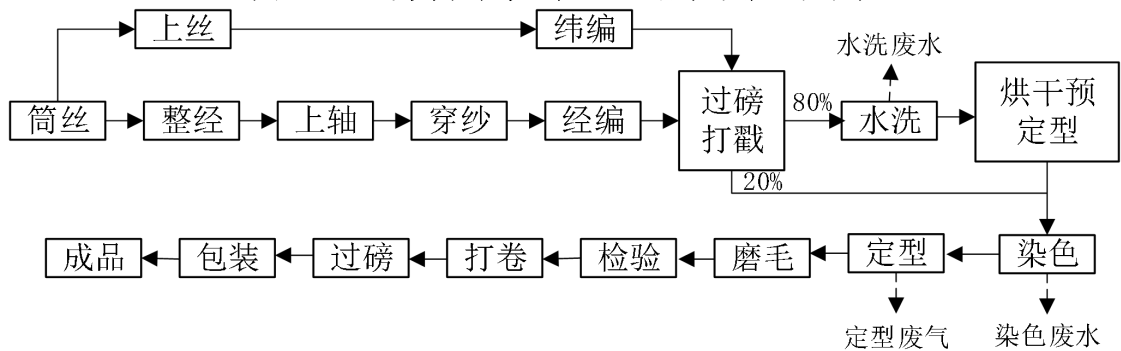 上丝
纬编
水洗废水
筒丝
整经
上轴
穿纱
经编
过磅
打戳
80%
水洗
烘干预
定型
20%
成品
包装
过磅
打卷
检验
磨毛
定型
染色
定型废气
染色废水